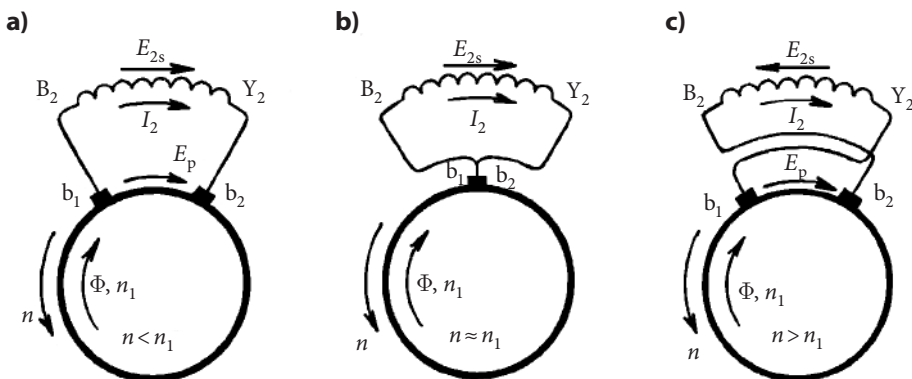 a)
E2s
B2
Y2
I2
Ep
b1
b2
Φ, n1
n
n < n1
b)
E2s
B2
Y2
I2
b1
b2
Φ, n1
n
n ≈ n1
c)
E2s
B2
Y2
I2
Ep
b1
b2
Φ, n1
n
n > n1